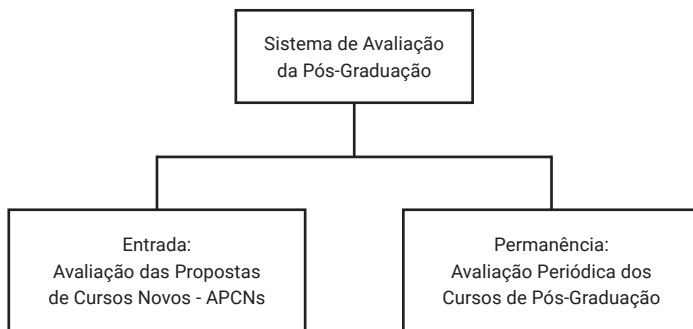 Sistema de Avaliação
da Pós-Graduação
Entrada:
Avaliação das Propostas
de Cursos Novos - APCNs
Permanência:
Avaliação Periódica dos
Cursos de Pós-Graduação